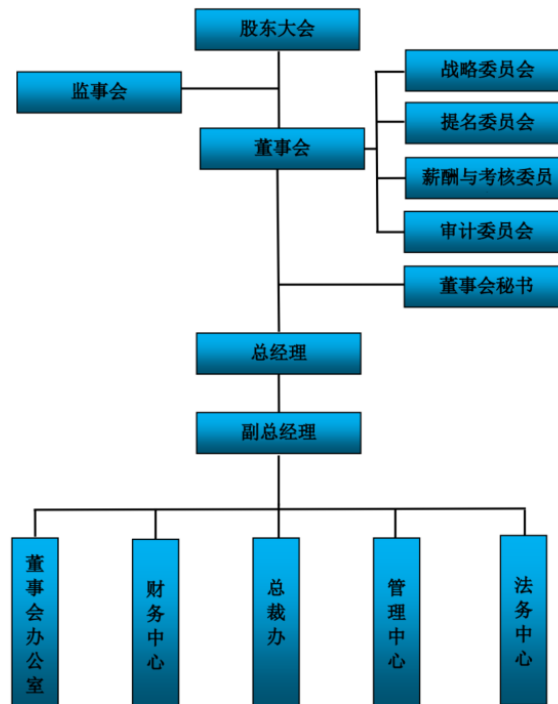 股东大会
监事会
战略委员会
提名委员会
董事会
薪酬与考核委员
审计委员会
董事会秘书
总经理
副总经理
董事会办公室
财务中心
总裁办
管理中心
法务中心